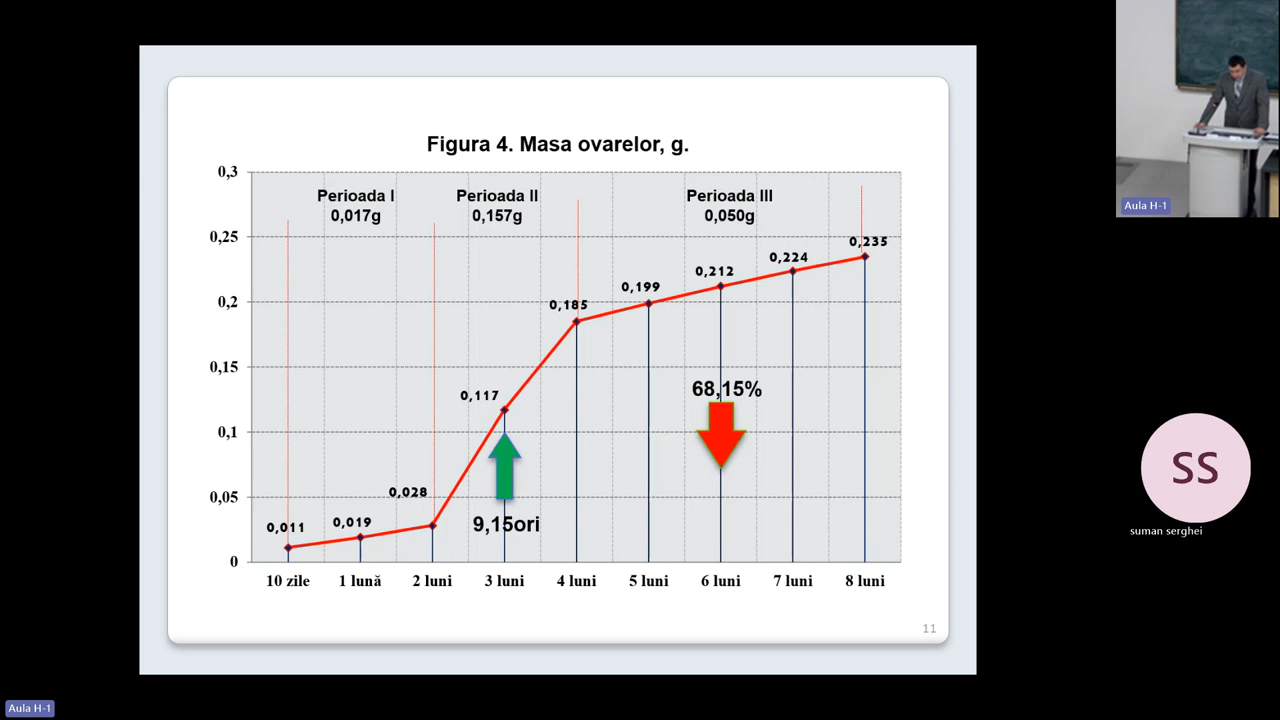 Figura 4. Masa ovarelor, g.
0,3
0,25
0,2
0,15
0,1
0,05
0
Perioada I
0,017g
Perioada II
0,157g
Perioada III
0,050g
0,011
0,019
0,028
0,117
0,185
0,199
0,212
0,224
0,235
9,15ori
68,15%
10 zile
1 lună
2 luni
3 luni
4 luni
5 luni
6 luni
7 luni
8 luni
11
Aula H-1
SS
suman serghei
Aula H-1